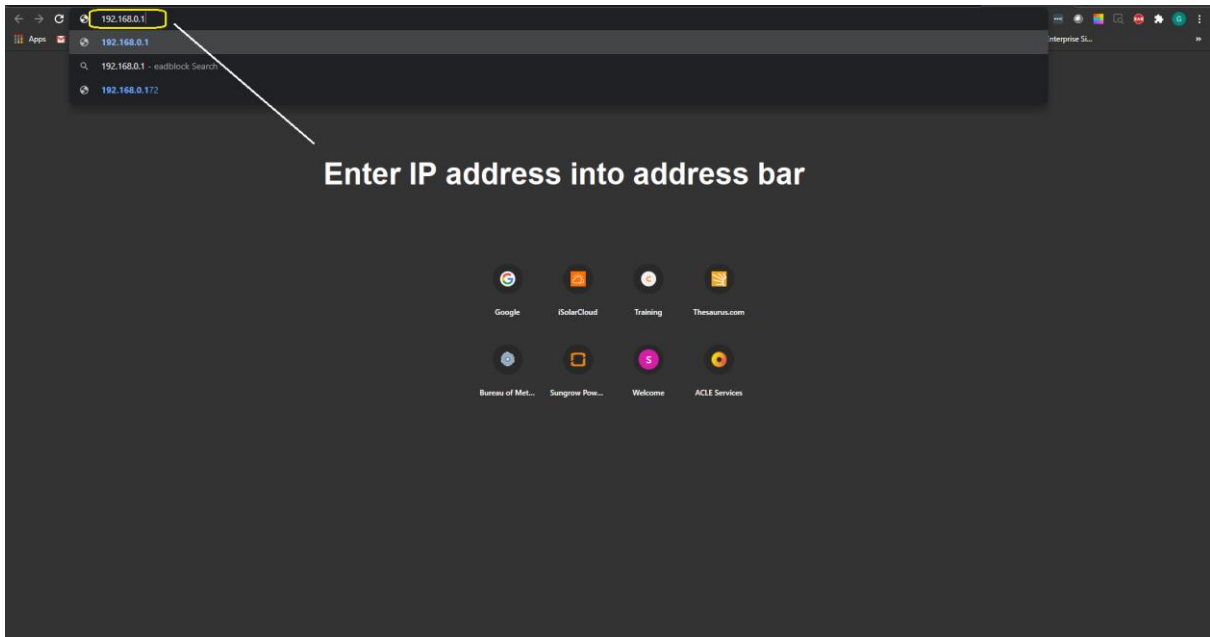 192.168.0.1
Apps
nterprise Si...
»
192.168.0.1
192.168.0.1 - eadblock Search
192.168.0.172
Enter IP address into address bar
Google
iSolarCloud
Training
Thesaurus.com
Bureau of Met...
Sungrow Pow...
Welcome
ACLE Services